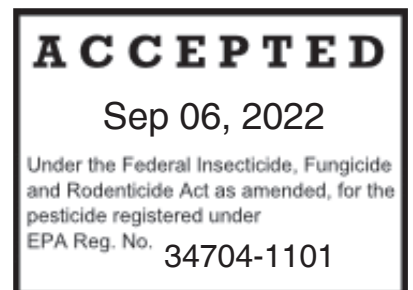 ACCEPTED
Sep 06, 2022
Under the Federal Insecticide, Fungicide
and Rodenticide Act as amended, for the
pesticide registered under
EPA Reg. No. 34704-1101